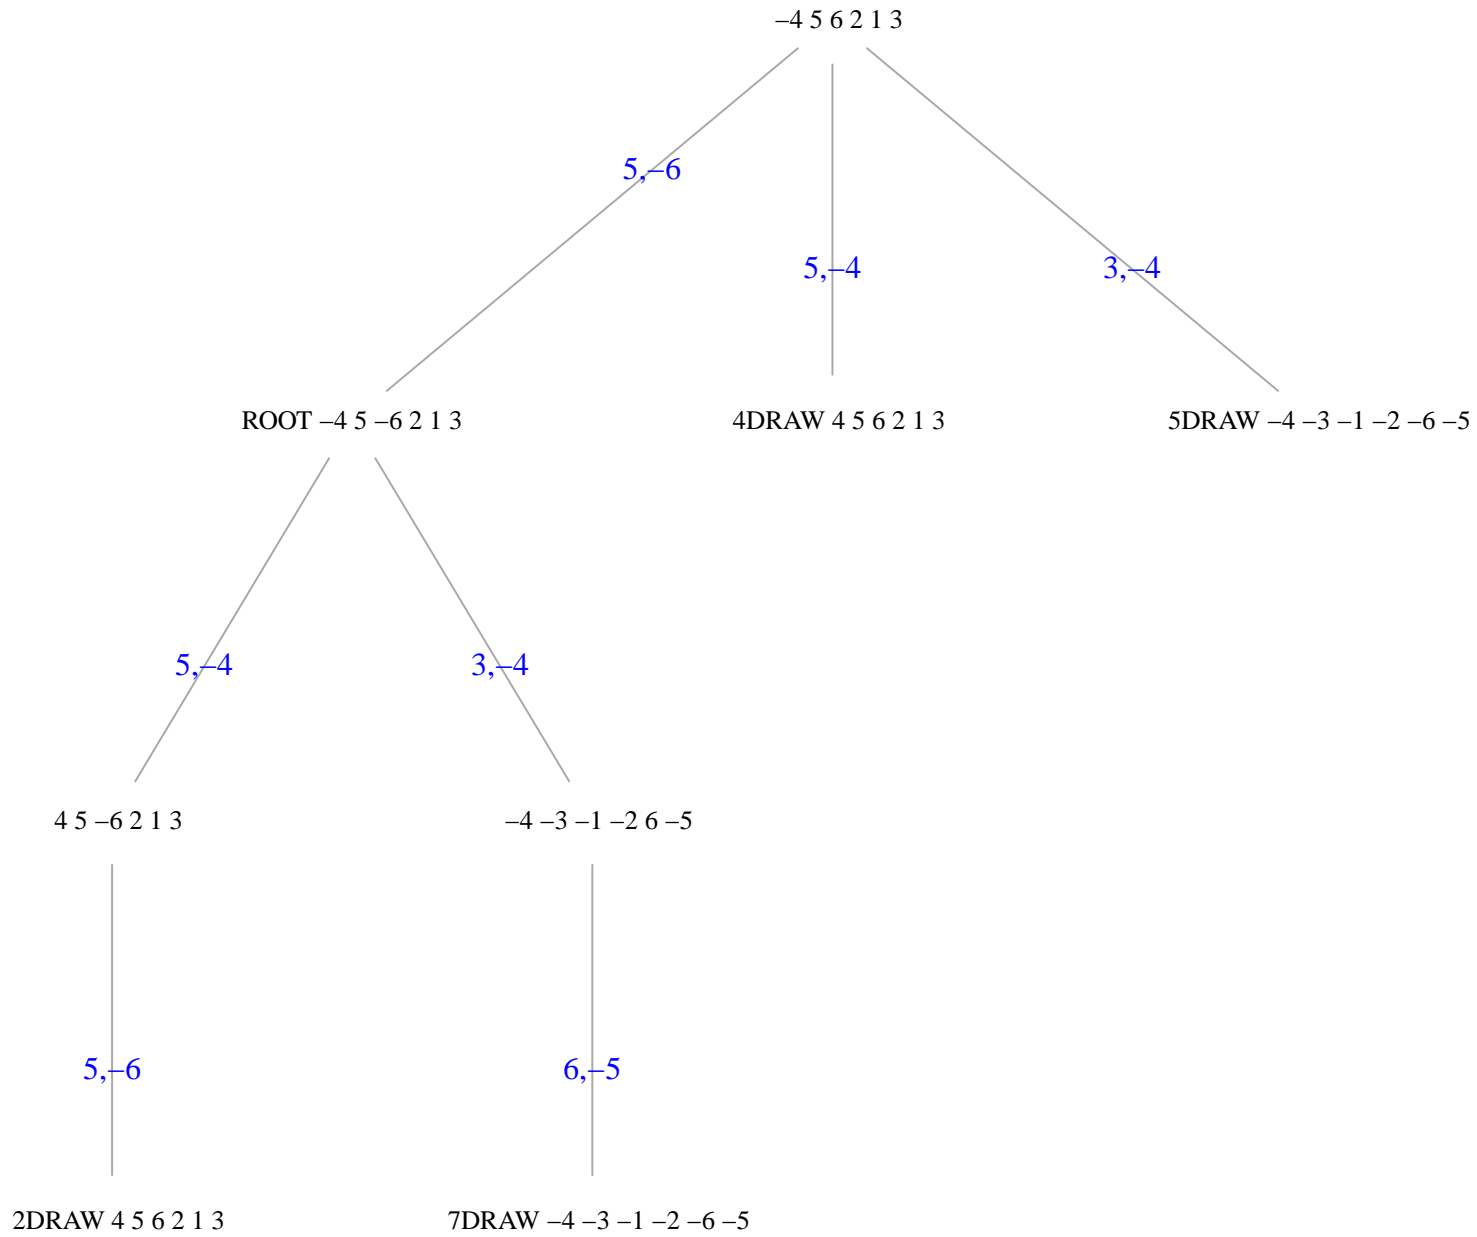 –4 5 6 2 1 3
5,–6
5,–4
3,–4
ROOT –4 5 –6 2 1 3
4DRAW 4 5 6 2 1 3
5DRAW –4 –3 –1 –2 –6 –5
5,–4
3,–4
4 5 –6 2 1 3
–4 –3 –1 –2 6 –5
5,–6
6,–5
2DRAW 4 5 6 2 1 3
7DRAW –4 –3 –1 –2 –6 –5